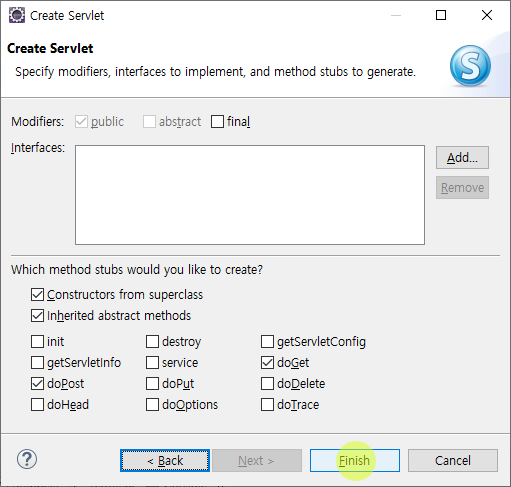 Create Servlet
Create Servlet
Specify modifiers, interfaces to implement, and method stubs to generate.
S
Modifiers: public abstract final
Interfaces:
Add...
Remove
Which method stubs would you like to create?
Constructors from superclass
Inherited abstract methods
init destroy getServletConfig
getServletInfo service doGet
doPost doPut doDelete
doHead doOptions doTrace
? < Back Next > Finish Cancel